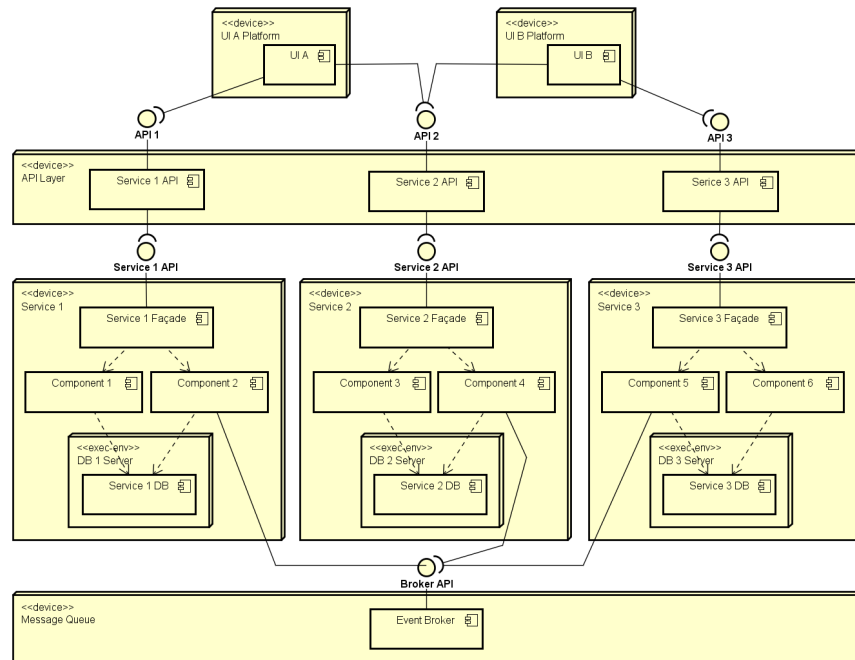 <<device>>
UI A Platform
UI A
<<device>>
UI B Platform
UI B
API 1
API 2
API 3
<<device>>
API Layer
Service 1 API
Service 2 API
Serice 3 API
Service 1 API
Service 2 API
Service 3 API
<<device>>
Service 1
Service 1 Façade
Component 1
Component 2
<<exec-env>>
DB 1 Server
Service 1 DB
<<device>>
Service 2
Service 2 Façade
Component 3
Component 4
<<exec-env>>
DB 2 Server
Service 2 DB
<<device>>
Service 3
Service 3 Façade
Component 5
Component 6
<<exec-env>>
DB 3 Server
Service 3 DB
Broker API
<<device>>
Message Queue
Event Broker